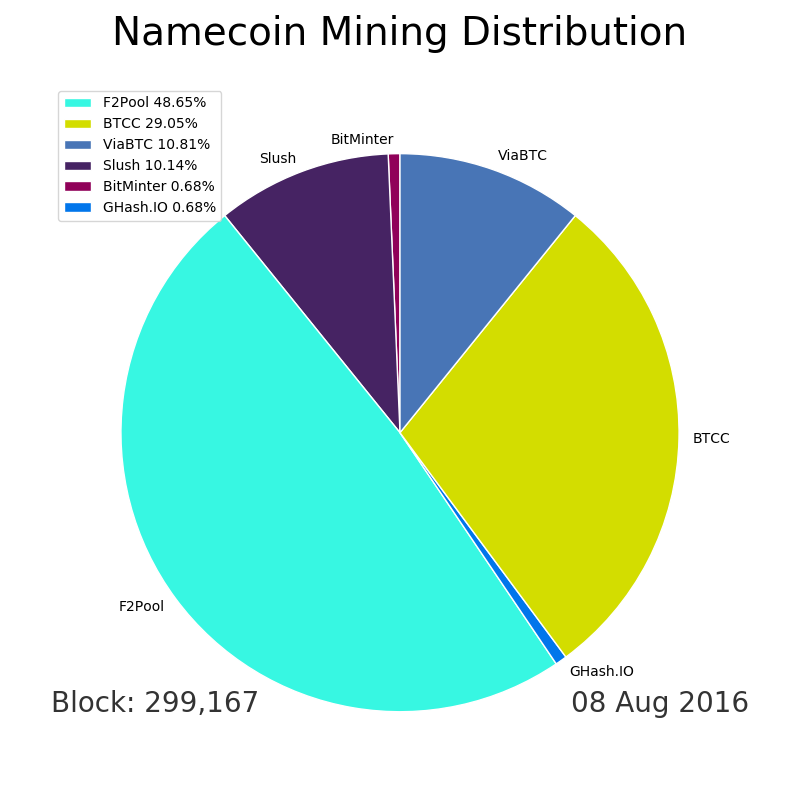 Namecoin Mining Distribution
F2Pool 48.65%
BTCC 29.05%
ViaBTC 10.81%
Slush 10.14%
BitMinter 0.68%
GHash.IO 0.68%
BitMinter
Slush
ViaBTC
BTCC
F2Pool
GHash.IO
Block: 299,167
08 Aug 2016